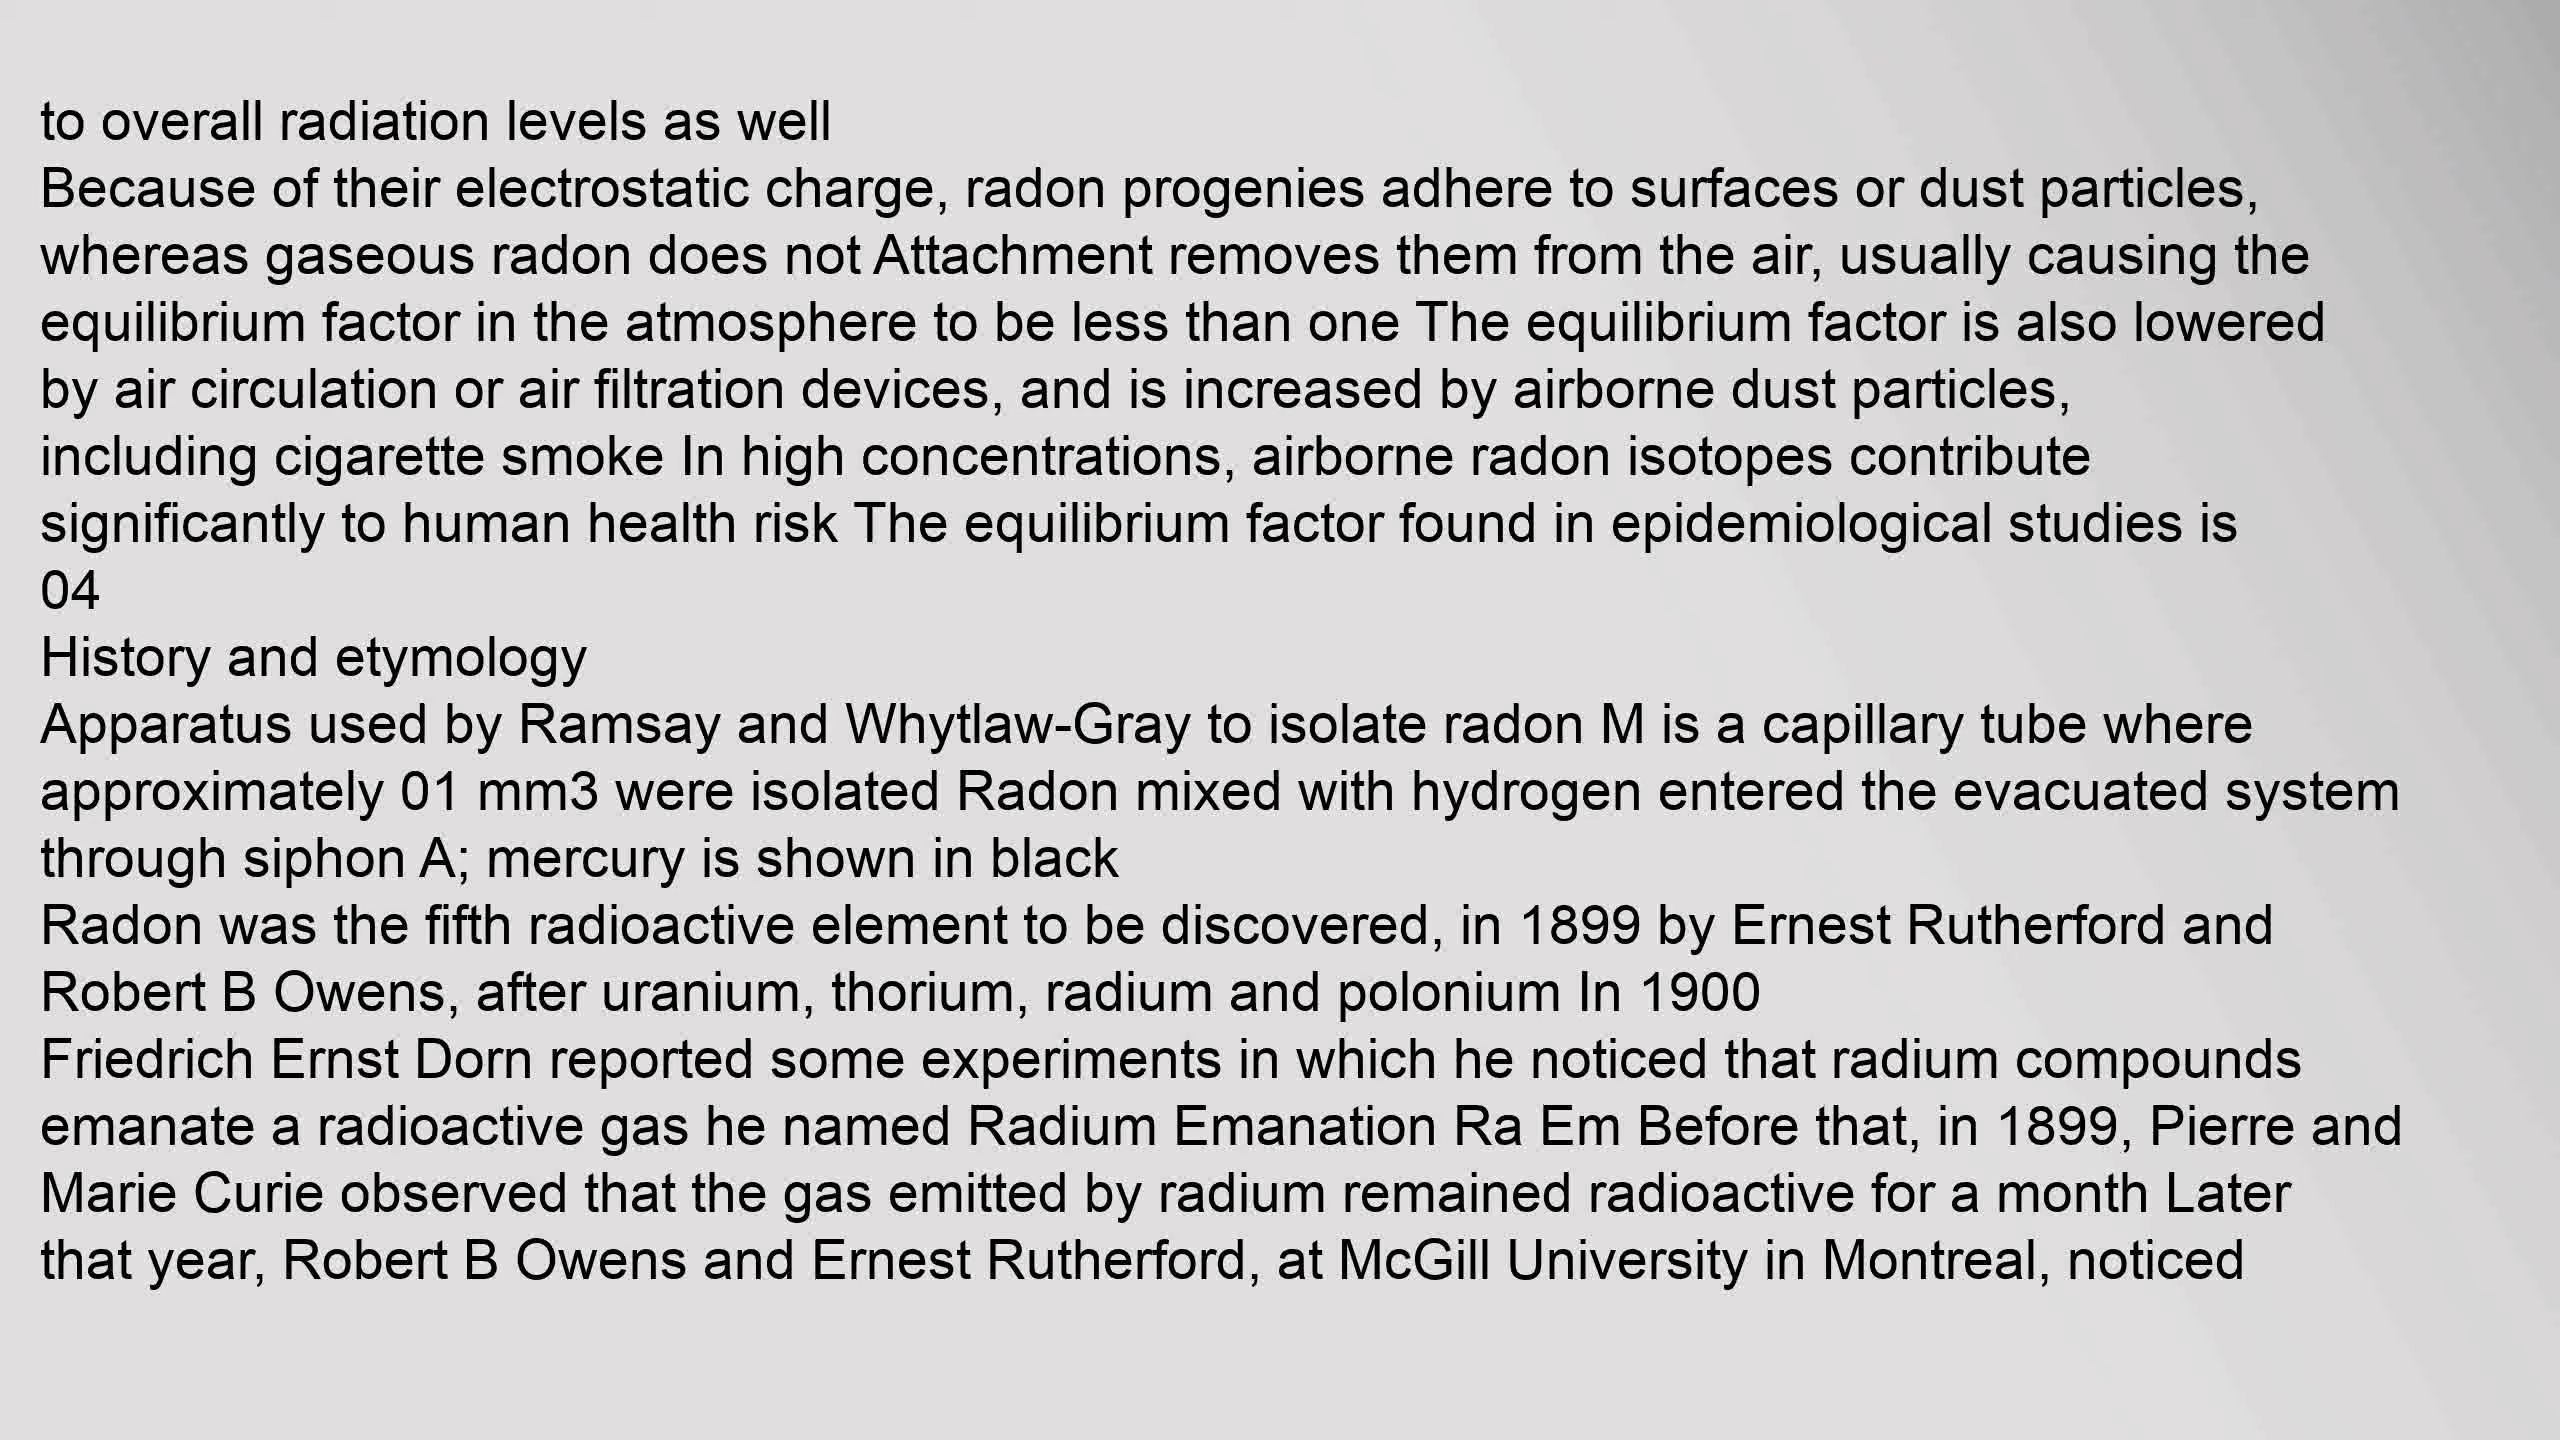 to overall radiation levels as well
Because of their electrostatic charge, radon progenies adhere to surfaces or dust particles,
whereas gaseous radon does not Attachment removes them from the air, usually causing the
equilibrium factor in the atmosphere to be less than one The equilibrium factor is also lowered
by air circulation or air filtration devices, and is increased by airborne dust particles,
including cigarette smoke In high concentrations, airborne radon isotopes contribute
significantly to human health risk The equilibrium factor found in epidemiological studies is
04
History and etymology
Apparatus used by Ramsay and Whytlaw-Gray to isolate radon M is a capillary tube where
approximately 01 mm3 were isolated Radon mixed with hydrogen entered the evacuated system
through siphon A; mercury is shown in black
Radon was the fifth radioactive element to be discovered, in 1899 by Ernest Rutherford and
Robert B Owens, after uranium, thorium, radium and polonium In 1900
Friedrich Ernst Dorn reported some experiments in which he noticed that radium compounds
emanate a radioactive gas he named Radium Emanation Ra Em Before that, in 1899, Pierre and
Marie Curie observed that the gas emitted by radium remained radioactive for a month Later
that year, Robert B Owens and Ernest Rutherford, at McGill University in Montreal, noticed